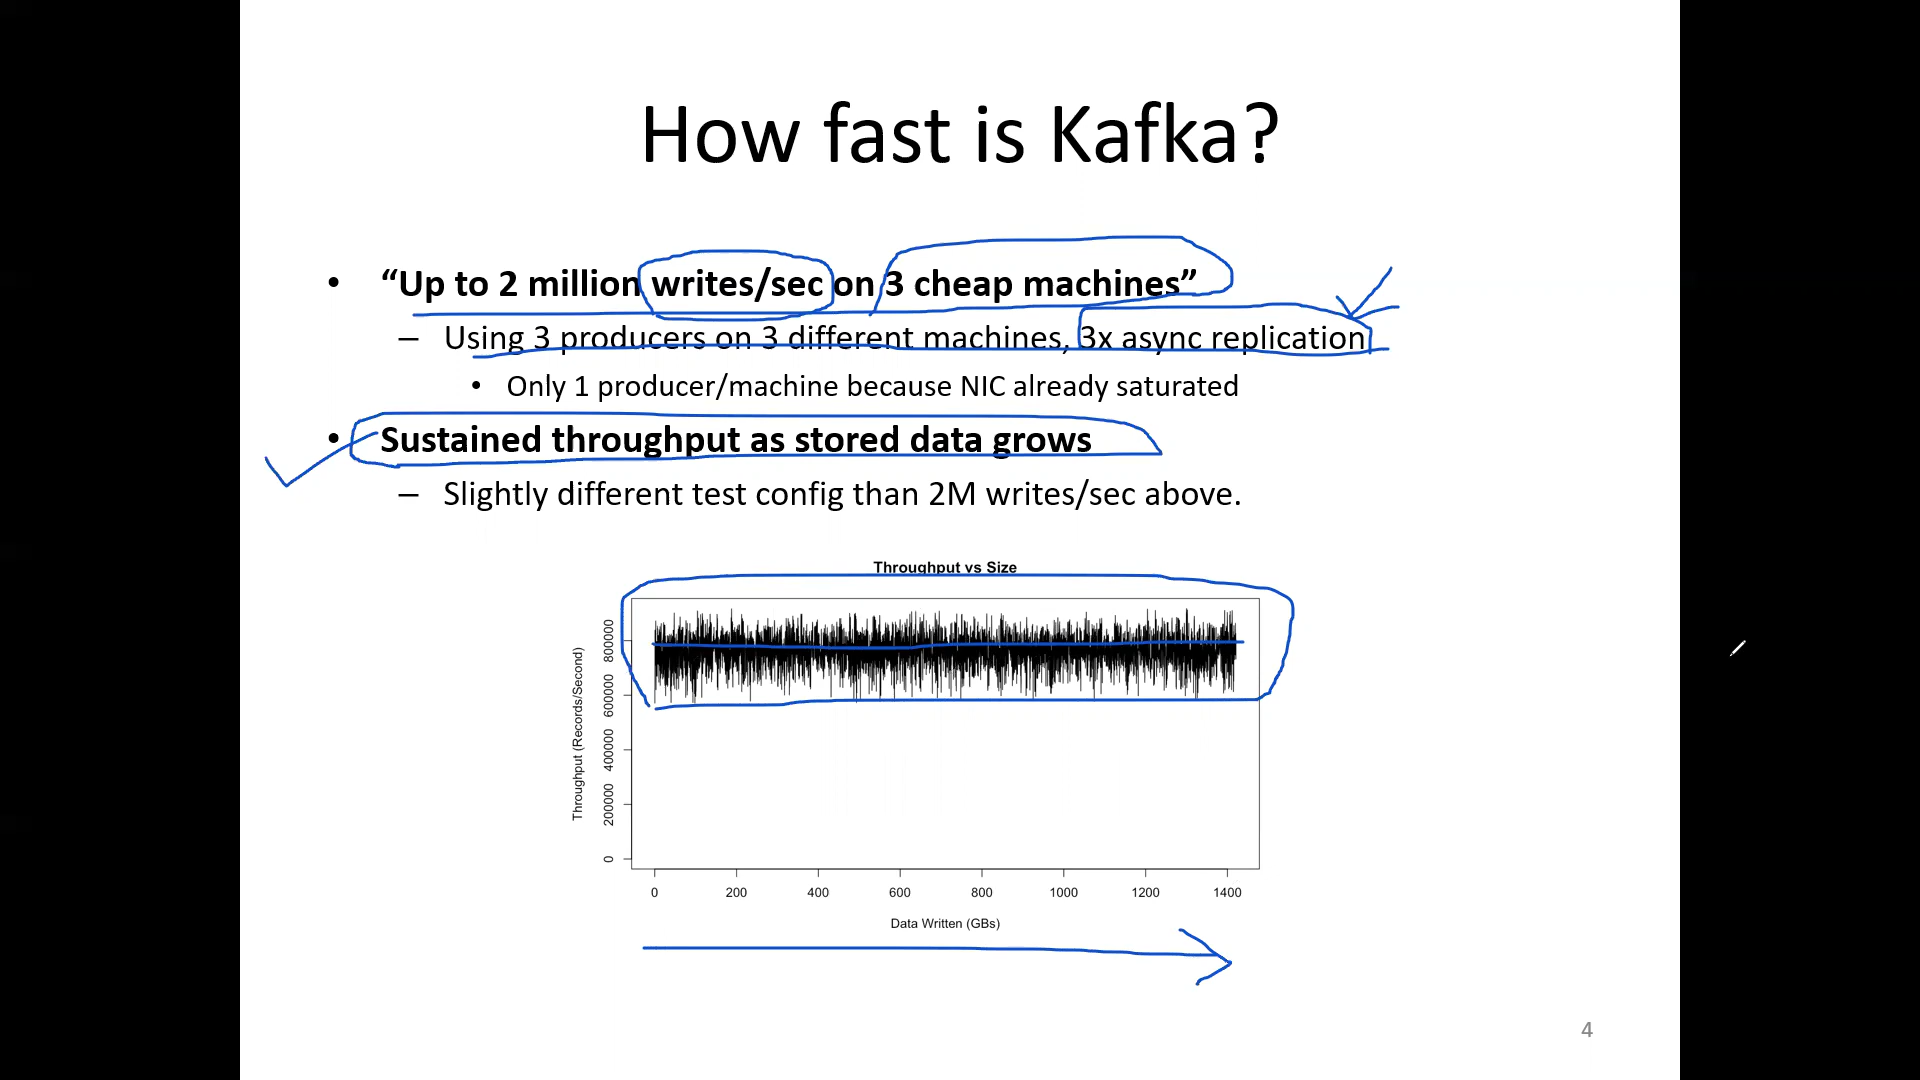 How fast is Kafka?
• “Up to 2 million writes/sec on 3 cheap machines”
– Using 3 producers on 3 different machines, 3x async replication
• Only 1 producer/machine because NIC already saturated
• Sustained throughput as stored data grows
– Slightly different test config than 2M writes/sec above.
Throughput vs Size
Throughput (Records/Second)
800000
600000
400000
200000
0
0 200 400 600 800 1000 1200 1400
Data Written (GBs)
4